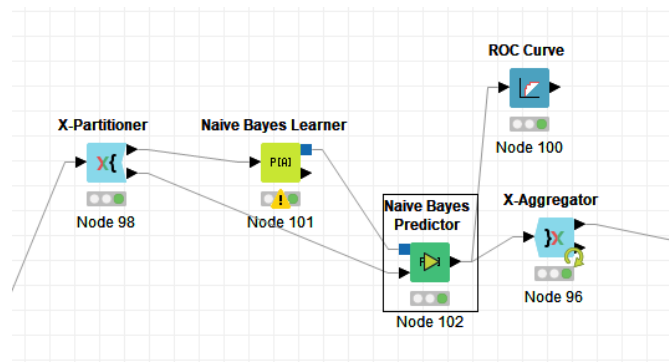 ROC Curve
Node 100
X-Partitioner
X{
Node 98
Naive Bayes Learner
P[A]
Node 101
Naive Bayes
Predictor
Node 102
X-Aggregator
}X
Node 96